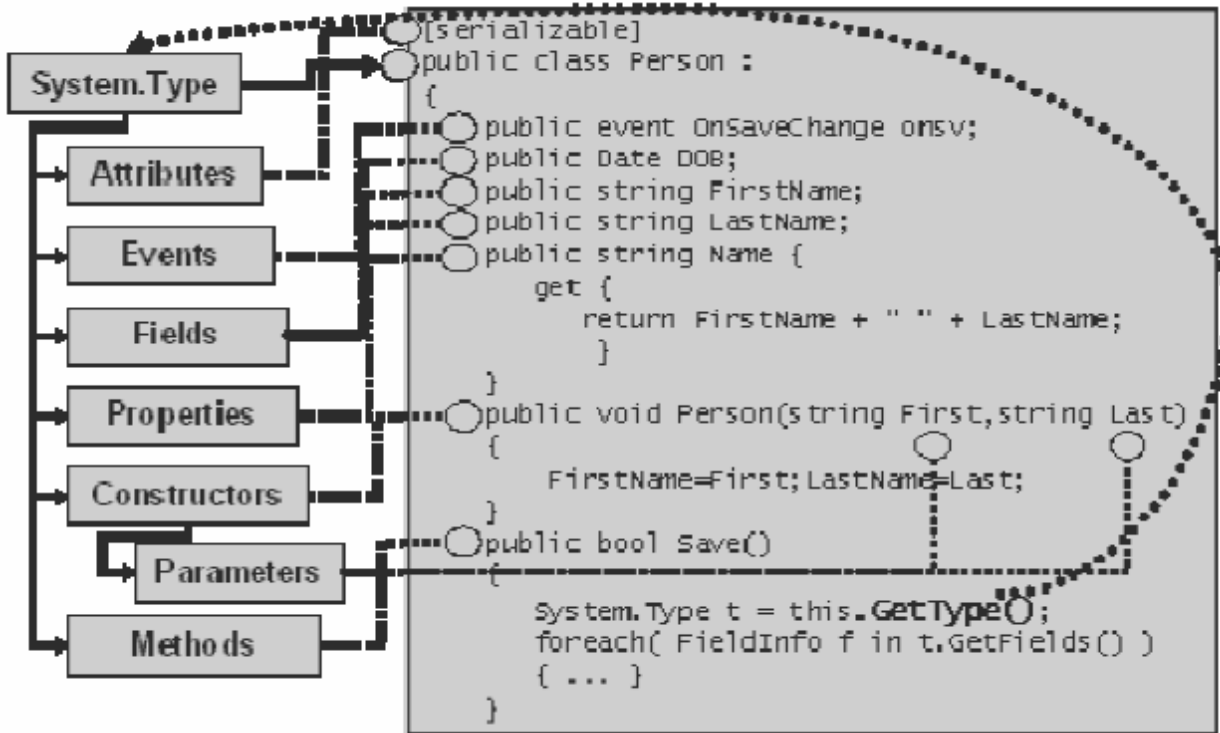 System.Type
Attributes
Events
Fields
Properties
Constructors
Parameters
Methods
[serializable]
public class Person :
{
public event OnSaveChange onsv;
public Date DOB;
public string FirstName;
public string LastName;
public string Name {
get {
return FirstName + " " + LastName;
}
}
public void Person(string First,string Last)
{
FirstName=First;LastName=Last;
}
public bool Save()
{
System.Type t = this.GetType();
foreach( FieldInfo f in t.GetFields() )
{ ... }
}